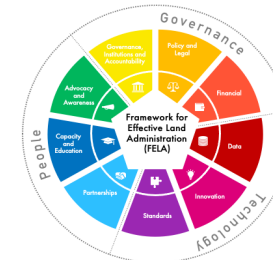 Governance
Governance,
Institutions and
Accountability
Policy and
Legal
Advocacy
and
Awareness
Financial
Framework for
Effective Land
Administration
(FELA)
People
Capacity
and
Education
Data
Partnerships
Innovation
Standards
Technology